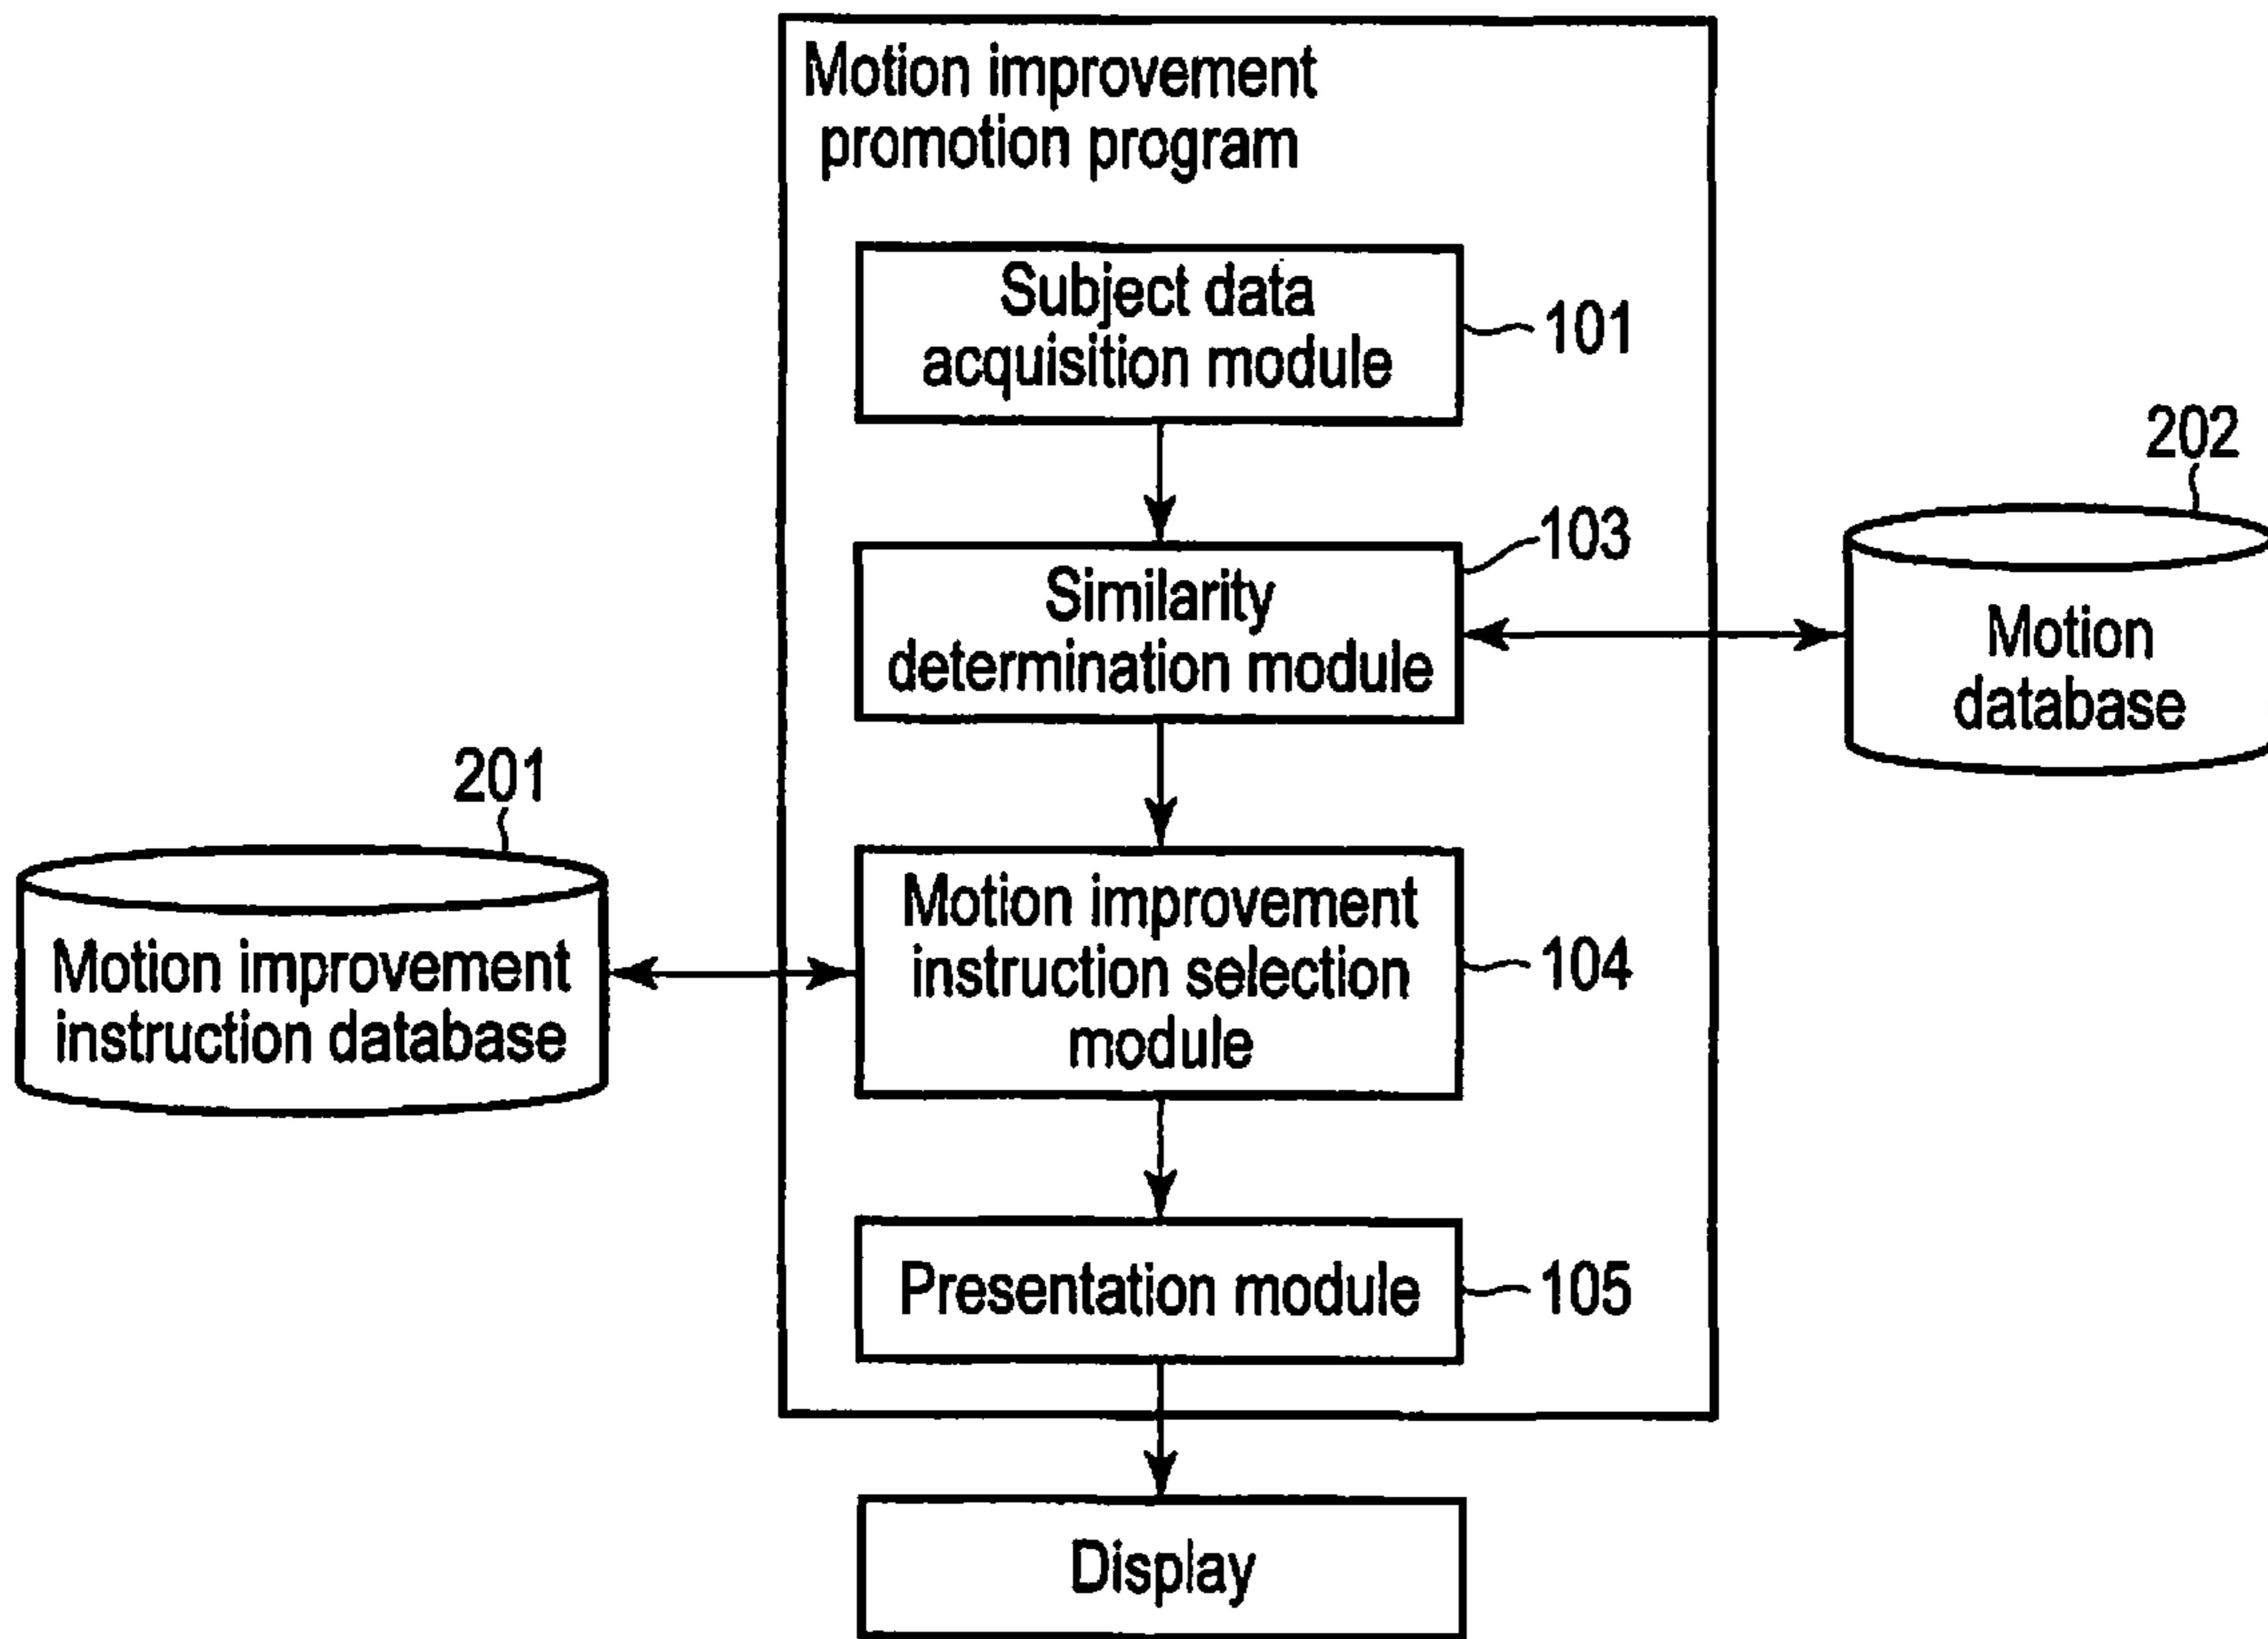 Motion improvement
promotion program
Subject data
acquisition module
101
202
103
Similarity
determination module
Motion
database
201
Motion improvement
instruction selection
module
104
Motion improvement
instruction database
Presentation module
105
Display